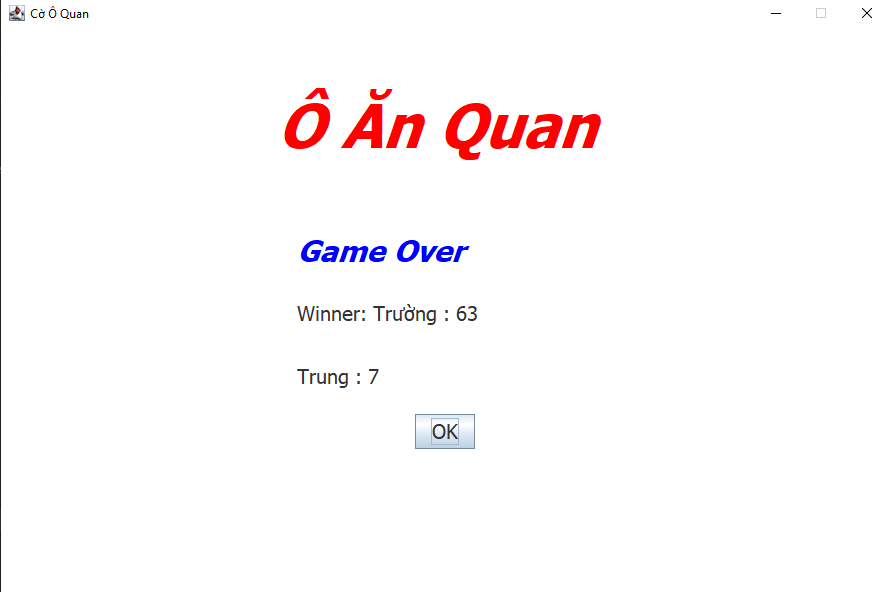 Cờ Ô Quan
Ô Ăn Quan
Game Over
Winner: Trường : 63
Trung : 7
OK